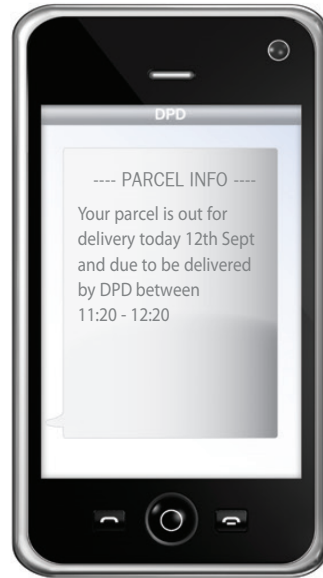 DPD
---- PARCEL INFO ----
Your parcel is out for
delivery today 12th Sept
and due to be delivered
by DPD between
11:20 - 12:20